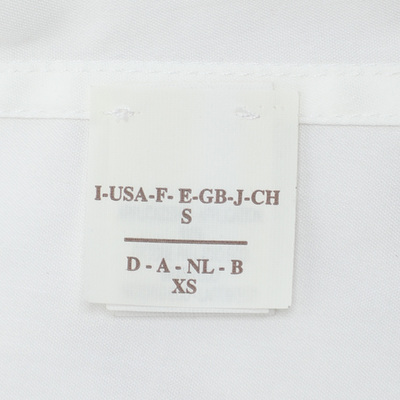 I-USA-F- E-GB-J-CH
S
D - A - NL - B
XS